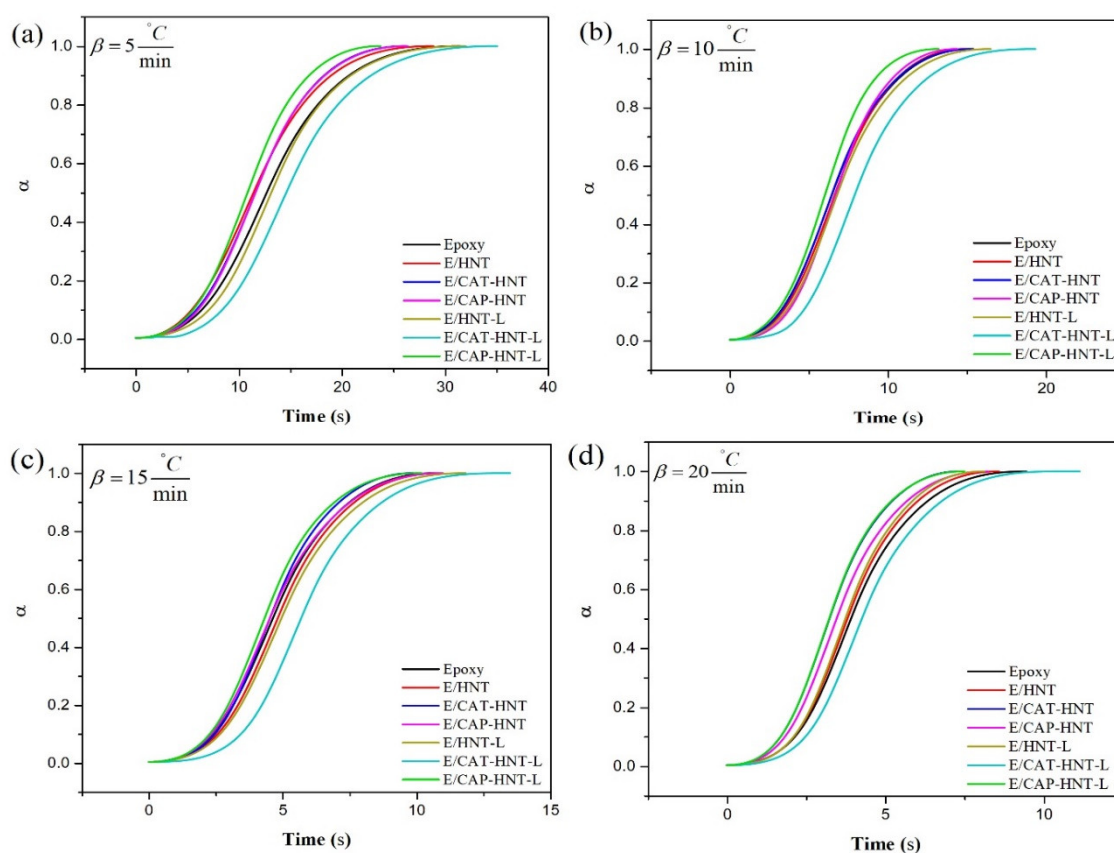 (a)
β = 5 °C/min
α
1.0
0.8
0.6
0.4
0.2
0.0
Epoxy
E/HNT
E/CAT-HNT
E/CAP-HNT
E/HNT-L
E/CAT-HNT-L
E/CAP-HNT-L
0 10 20 30 40
Time (s)
(b)
β = 10 °C/min
α
1.0
0.8
0.6
0.4
0.2
0.0
Epoxy
E/HNT
E/CAT-HNT
E/CAP-HNT
E/HNT-L
E/CAT-HNT-L
E/CAP-HNT-L
0 10 20
Time (s)
(c)
β = 15 °C/min
α
1.0
0.8
0.6
0.4
0.2
0.0
Epoxy
E/HNT
E/CAT-HNT
E/CAP-HNT
E/HNT-L
E/CAT-HNT-L
E/CAP-HNT-L
0 5 10 15
Time (s)
(d)
β = 20 °C/min
α
1.0
0.8
0.6
0.4
0.2
0.0
Epoxy
E/HNT
E/CAT-HNT
E/CAP-HNT
E/HNT-L
E/CAT-HNT-L
E/CAP-HNT-L
0 5 10
Time (s)